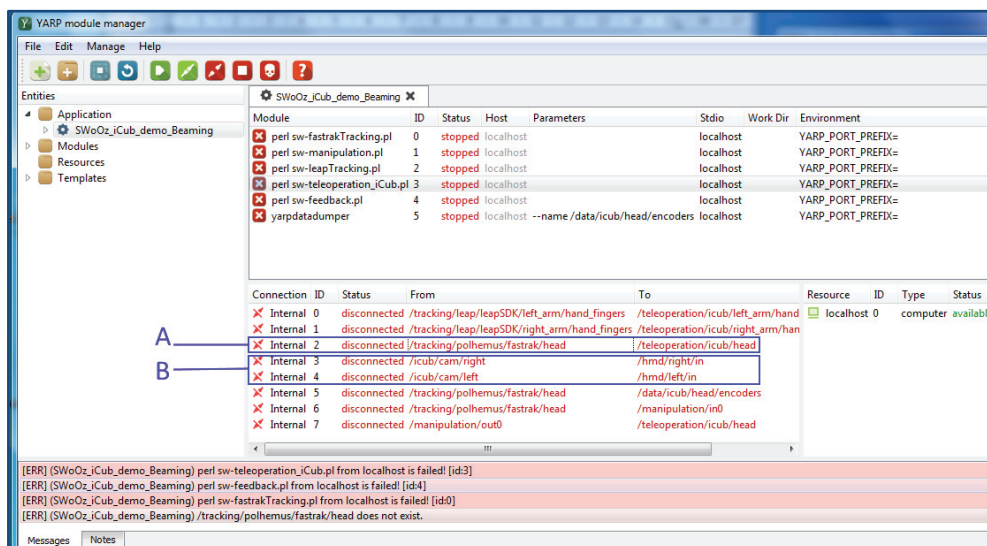 YARP module manager
File Edit Manage Help
Entities
Application
SWoOz_iCub_demo_Beaming
Modules
Resources
Templates
SWoOz_iCub_demo_Beaming
Module ID Status Host Parameters Stdio Work Dir Environment
perl sw-fastrakTracking.pl 0 stopped localhost localhost YARP_PORT_PREFIX=
perl sw-manipulation.pl 1 stopped localhost localhost YARP_PORT_PREFIX=
perl sw-leapTracking.pl 2 stopped localhost localhost YARP_PORT_PREFIX=
perl sw-teleoperation_iCub.pl 3 stopped localhost localhost YARP_PORT_PREFIX=
perl sw-feedback.pl 4 stopped localhost localhost YARP_PORT_PREFIX=
yarpdatadumper 5 stopped localhost --name /data/icub/head/encoders localhost YARP_PORT_PREFIX=
Connection ID Status From To
Internal 0 disconnected /tracking/leap/leapSDK/left_arm/hand_fingers /teleoperation/icub/left_arm/hand
Internal 1 disconnected /tracking/leap/leapSDK/right_arm/hand_fingers /teleoperation/icub/right_arm/han
A Internal 2 disconnected /tracking/polhemus/fastrak/head /teleoperation/icub/head
Internal 3 disconnected /icub/cam/right /hmd/right/in
B Internal 4 disconnected /icub/cam/left /hmd/left/in
Internal 5 disconnected /tracking/polhemus/fastrak/head /data/icub/head/encoders
Internal 6 disconnected /tracking/polhemus/fastrak/head /manipulation/in0
Internal 7 disconnected /manipulation/out0 /teleoperation/icub/head
Resource ID Type Status
localhost 0 computer availabl
[ERR] (SWoOz_iCub_demo_Beaming) perl sw-teleoperation_iCub.pl from localhost is failed! [id:3]
[ERR] (SWoOz_iCub_demo_Beaming) perl sw-feedback.pl from localhost is failed! [id:4]
[ERR] (SWoOz_iCub_demo_Beaming) perl sw-fastrakTracking.pl from localhost is failed! [id:0]
[ERR] (SWoOz_iCub_demo_Beaming) /tracking/polhemus/fastrak/head does not exist.
Messages Notes